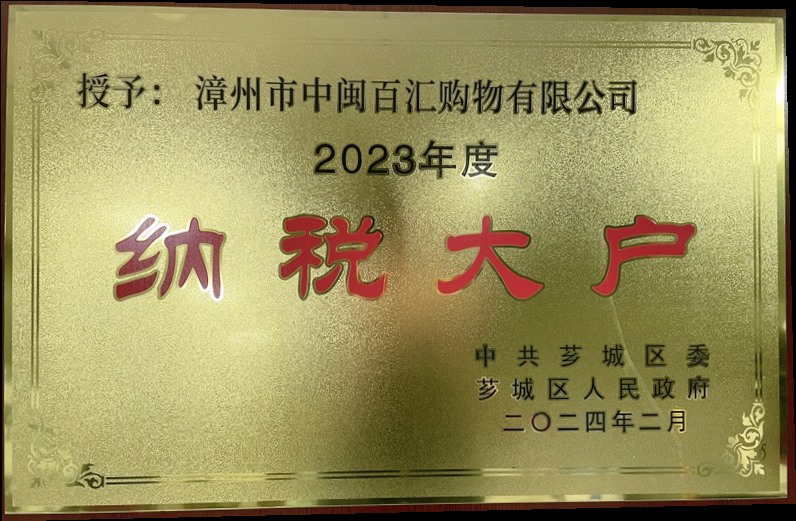 授予：漳州市中闽百汇购物有限公司
2023年度
纳税大户
中共芗城区委
芗城区人民政府
二〇二四年二月